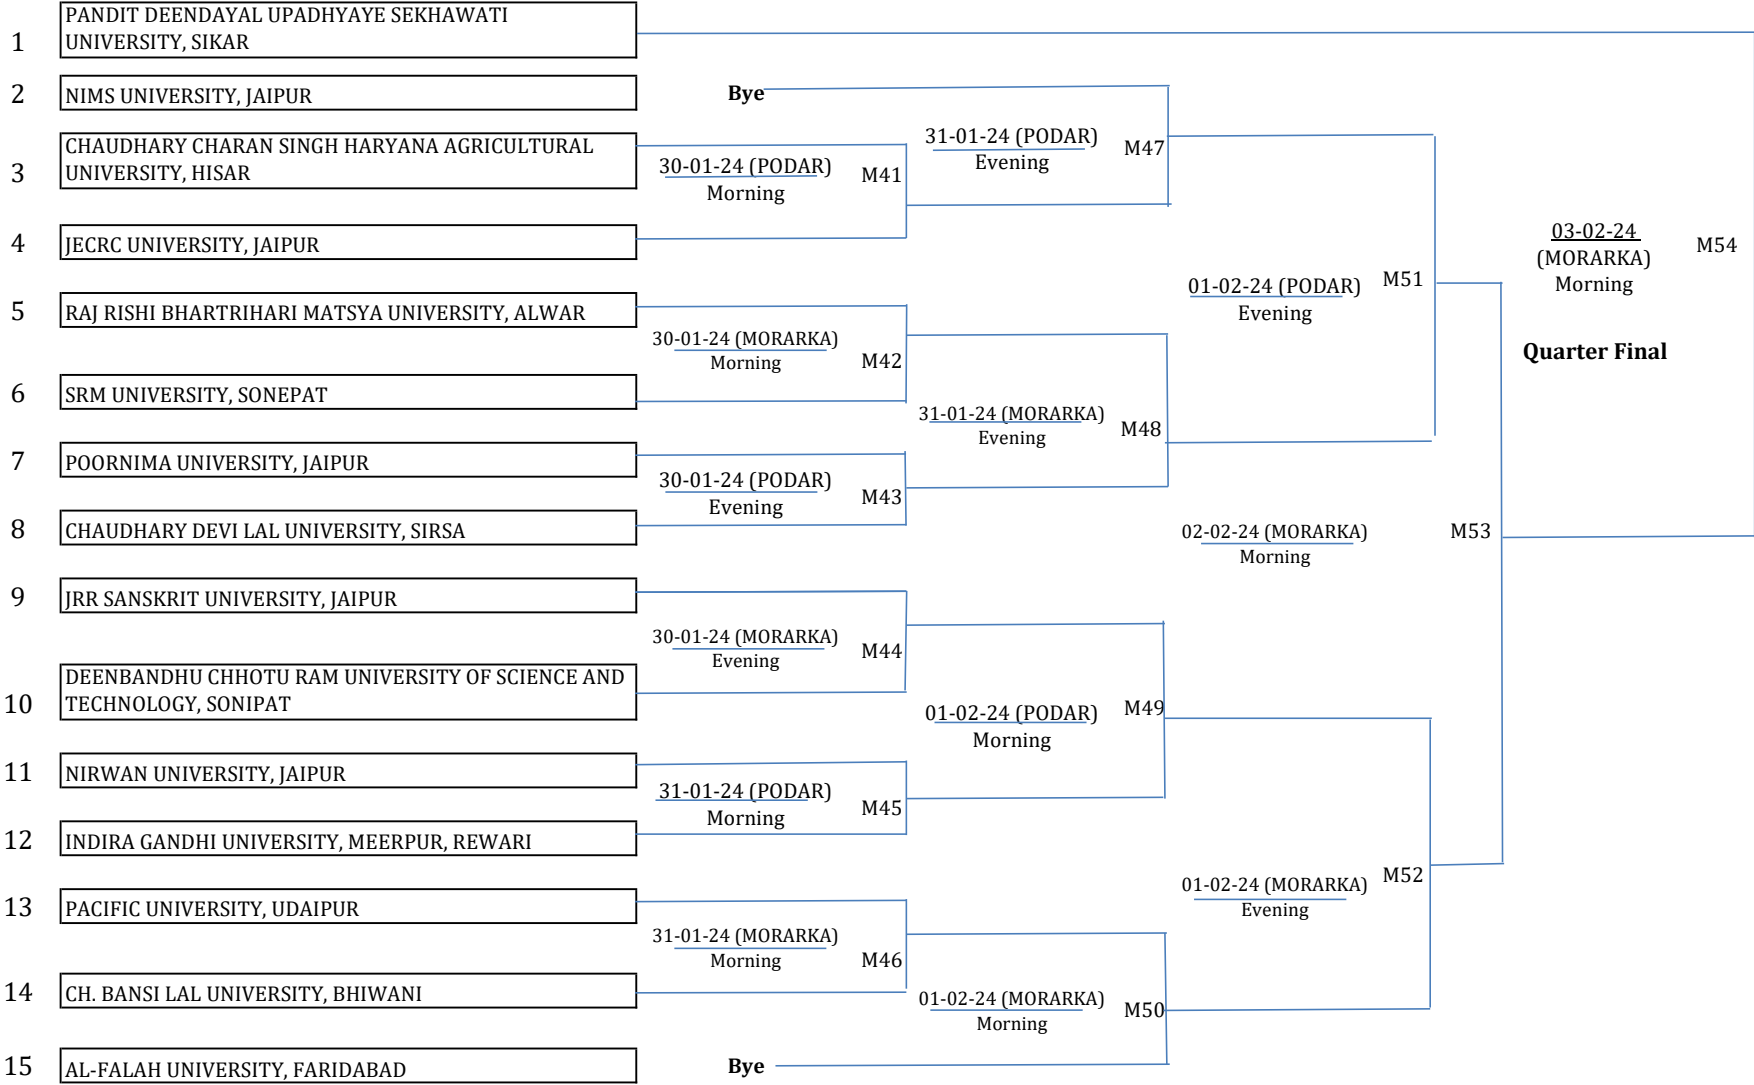 PANDIT DEENDAYAL UPADHYAYE SEKHAWATI
1 UNIVERSITY, SIKAR
2 NIMS UNIVERSITY, JAIPUR
Bye
3 CHAUDHARY CHARAN SINGH HARYANA AGRICULTURAL
UNIVERSITY, HISAR
30-01-24 (PODAR)
Morning
M41
31-01-24 (PODAR)
Evening
M47
4 JECRC UNIVERSITY, JAIPUR
03-02-24
(MORARKA)
Morning
M54
Quarter Final
01-02-24 (PODAR)
Evening
M51
5 RAJ RISHI BHARTRIHARI MATSYA UNIVERSITY, ALWAR
30-01-24 (MORARKA)
Morning
M42
6 SRM UNIVERSITY, SONEPAT
31-01-24 (MORARKA)
Evening
M48
7 POORNIMA UNIVERSITY, JAIPUR
30-01-24 (PODAR)
Evening
M43
8 CHAUDHARY DEVI LAL UNIVERSITY, SIRSA
02-02-24 (MORARKA)
Morning
M53
9 JRR SANSKRIT UNIVERSITY, JAIPUR
30-01-24 (MORARKA)
Evening
M44
10 DEENBANDHU CHHOTU RAM UNIVERSITY OF SCIENCE AND
TECHNOLOGY, SONIPAT
01-02-24 (PODAR)
Morning
M49
11 NIRWAN UNIVERSITY, JAIPUR
31-01-24 (PODAR)
Morning
M45
12 INDIRA GANDHI UNIVERSITY, MEERPUR, REWARI
01-02-24 (MORARKA)
Evening
M52
13 PACIFIC UNIVERSITY, UDAIPUR
31-01-24 (MORARKA)
Morning
M46
14 CH. BANSI LAL UNIVERSITY, BHIWANI
01-02-24 (MORARKA)
Morning
M50
15 AL-FALAH UNIVERSITY, FARIDABAD
Bye